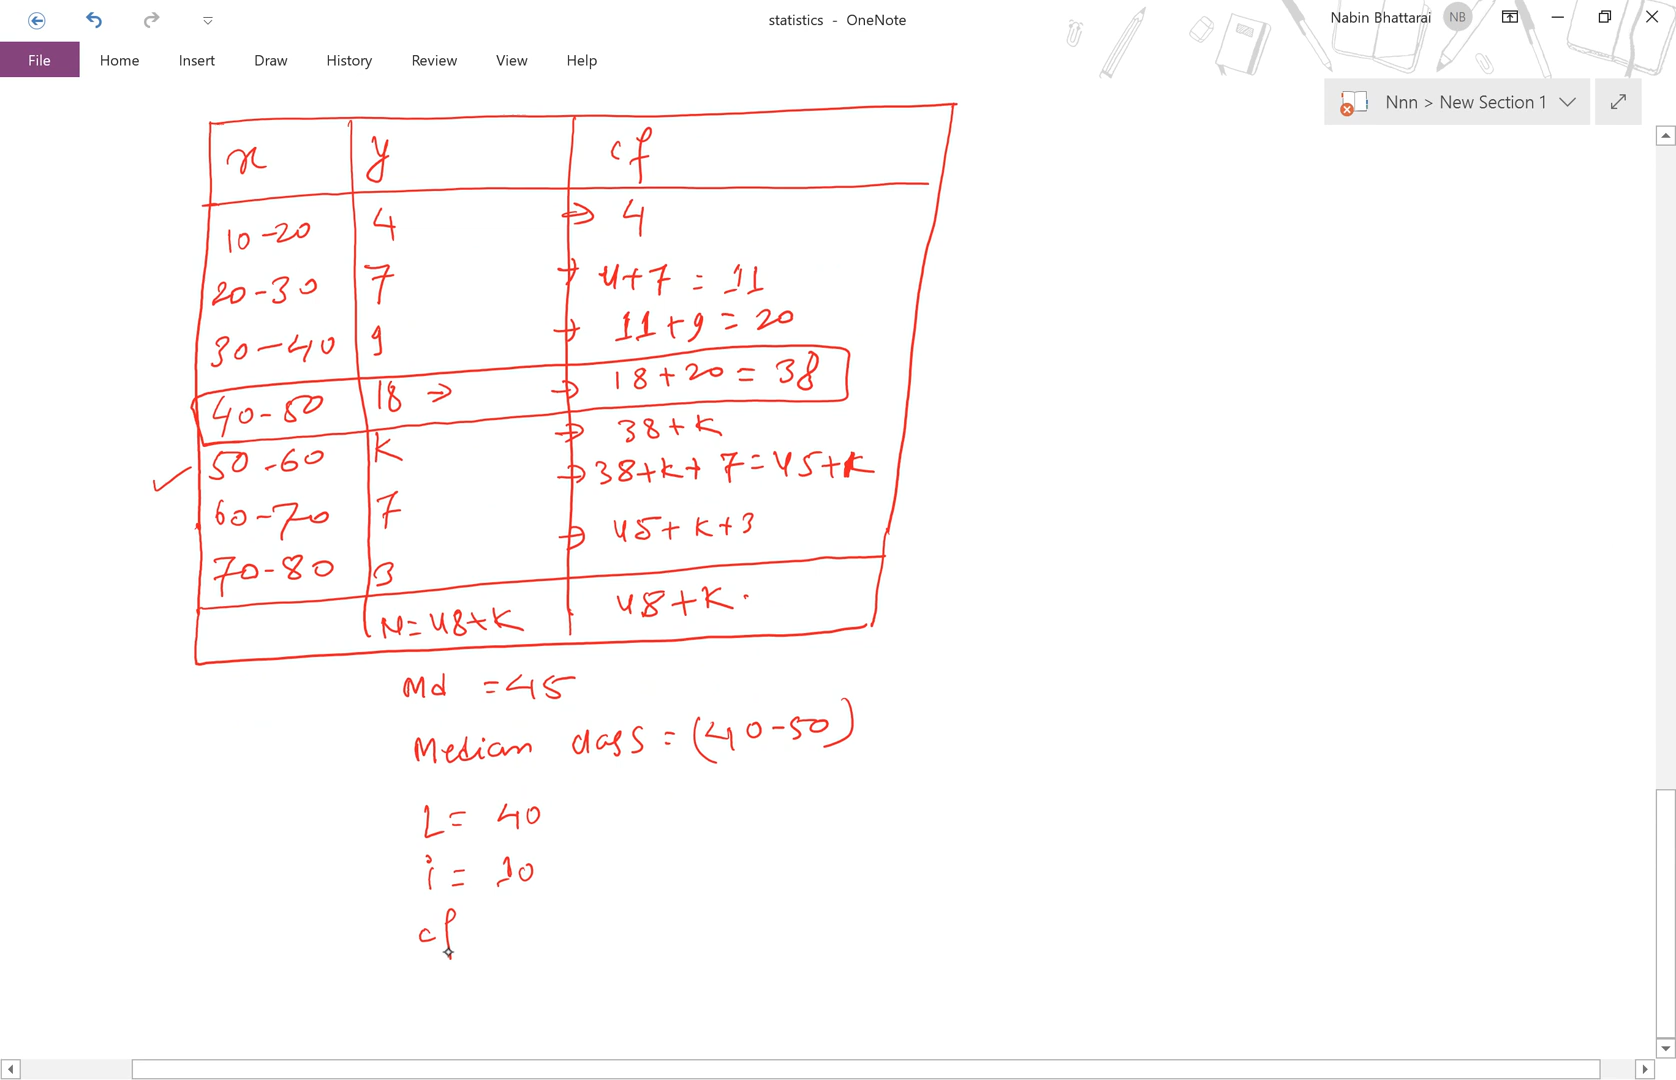 statistics - OneNote
Nabin Bhattarai NB
File Home Insert Draw History Review View Help
Nnn > New Section 1
x y cf
10-20 4 → 4
20-30 7 → 4+7 = 11
30-40 9 → 11+9 = 20
40-50 18 → → 18+20 = 38
50-60 K → 38+K
60-70 7 → 38+K+7=45+K
70-80 3 → 45+K+3
N=48+K 48+K.
Md =45
Median class = (40-50)
L= 40
i = 10
cf